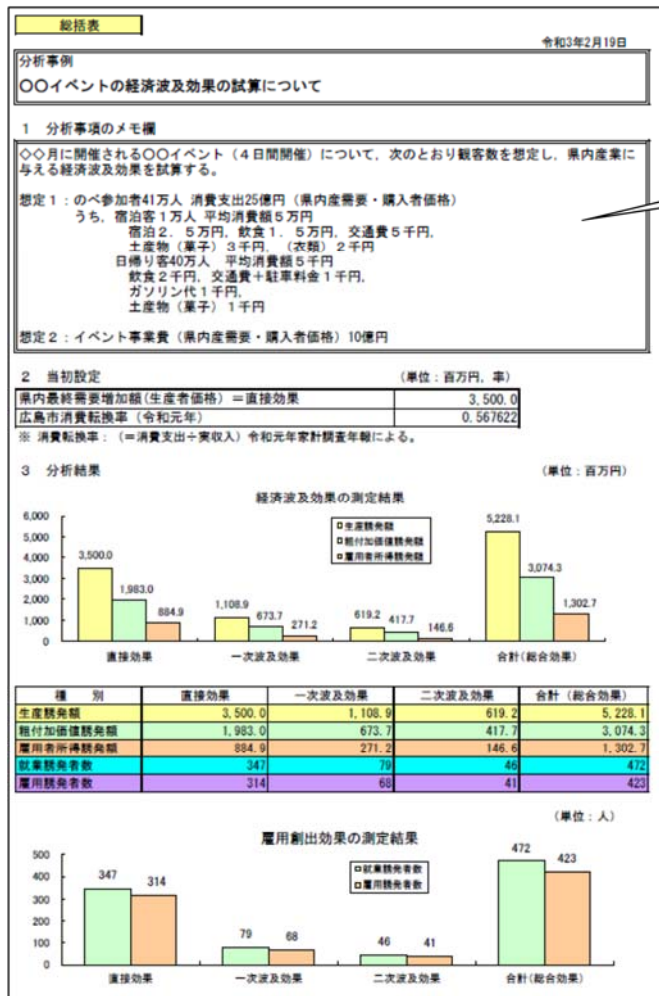 総括表
令和3年2月19日
分析事例
〇〇イベントの経済波及効果の試算について
1　分析事項のメモ欄
◇◇月に開催される〇〇イベント（４日間開催）について，次のとおり観客数を想定し，県内産業に
与える経済波及効果を試算する。
想定１：のべ参加者41万人 消費支出25億円（県内産需要・購入者価格）
うち，宿泊客１万人 平均消費額５万円
宿泊２．５万円，飲食１．５万円，交通費５千円，
土産物（菓子）３千円，（衣類）２千円
日帰り客40万人　平均消費額５千円
飲食２千円，交通費＋駐車料金１千円，
ガソリン代１千円，
土産物（菓子）１千円
想定２：イベント事業費（県内産需要・購入者価格）10億円
2　当初設定　（単位：百万円，率）
県内最終需要増加額(生産者価格)＝直接効果　3,500.0
広島市消費転換率（令和元年）　0.567622
※ 消費転換率：（＝消費支出÷実収入）令和元年家計調査年報による。
3　分析結果　（単位：百万円）
経済波及効果の測定結果
生産誘発額
粗付加価値誘発額
雇用者所得誘発額
6,000
5,000
4,000
3,000
2,000
1,000
0
3,500.0　1,983.0　884.9
1,108.9　673.7　271.2
619.2　417.7　146.6
5,228.1　3,074.3　1,302.7
直接効果　一次波及効果　二次波及効果　合計(総合効果)
種　別　直接効果　一次波及効果　二次波及効果　合計（総合効果）
生産誘発額　3,500.0　1,108.9　619.2　5,228.1
粗付加価値誘発額　1,983.0　673.7　417.7　3,074.3
雇用者所得誘発額　884.9　271.2　146.6　1,302.7
就業誘発者数　347　79　46　472
雇用誘発者数　314　68　41　423
（単位：人）
雇用創出効果の測定結果
就業誘発者数
雇用誘発者数
500
400
300
200
100
0
347　314
79　68
46　41
472　423
直接効果　一次波及効果　二次波及効果　合計(総合効果)